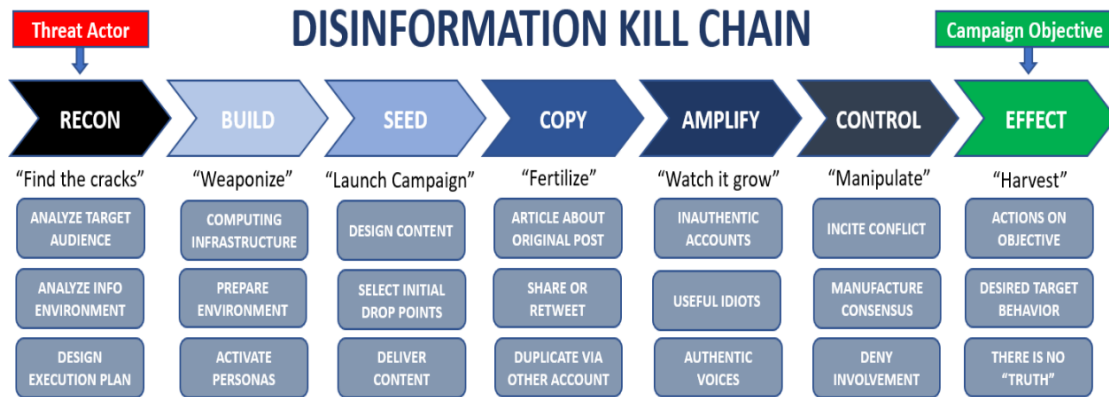 Threat Actor
DISINFORMATION KILL CHAIN
Campaign Objective
RECON
BUILD
SEED
COPY
AMPLIFY
CONTROL
EFFECT
“Find the cracks”
“Weaponize”
“Launch Campaign”
“Fertilize”
“Watch it grow”
“Manipulate”
“Harvest”
ANALYZE TARGET
AUDIENCE
COMPUTING
INFRASTRUCTURE
DESIGN CONTENT
ARTICLE ABOUT
ORIGINAL POST
INAUTHENTIC
ACCOUNTS
INCITE CONFLICT
ACTIONS ON
OBJECTIVE
ANALYZE INFO
ENVIRONMENT
PREPARE
ENVIRONMENT
SELECT INITIAL
DROP POINTS
SHARE OR
RETWEET
USEFUL IDIOTS
MANUFACTURE
CONSENSUS
DESIRED TARGET
BEHAVIOR
DESIGN
EXECUTION PLAN
ACTIVATE
PERSONAS
DELIVER
CONTENT
DUPLICATE VIA
OTHER ACCOUNT
AUTHENTIC
VOICES
DENY
INVOLVEMENT
THERE IS NO
“TRUTH”